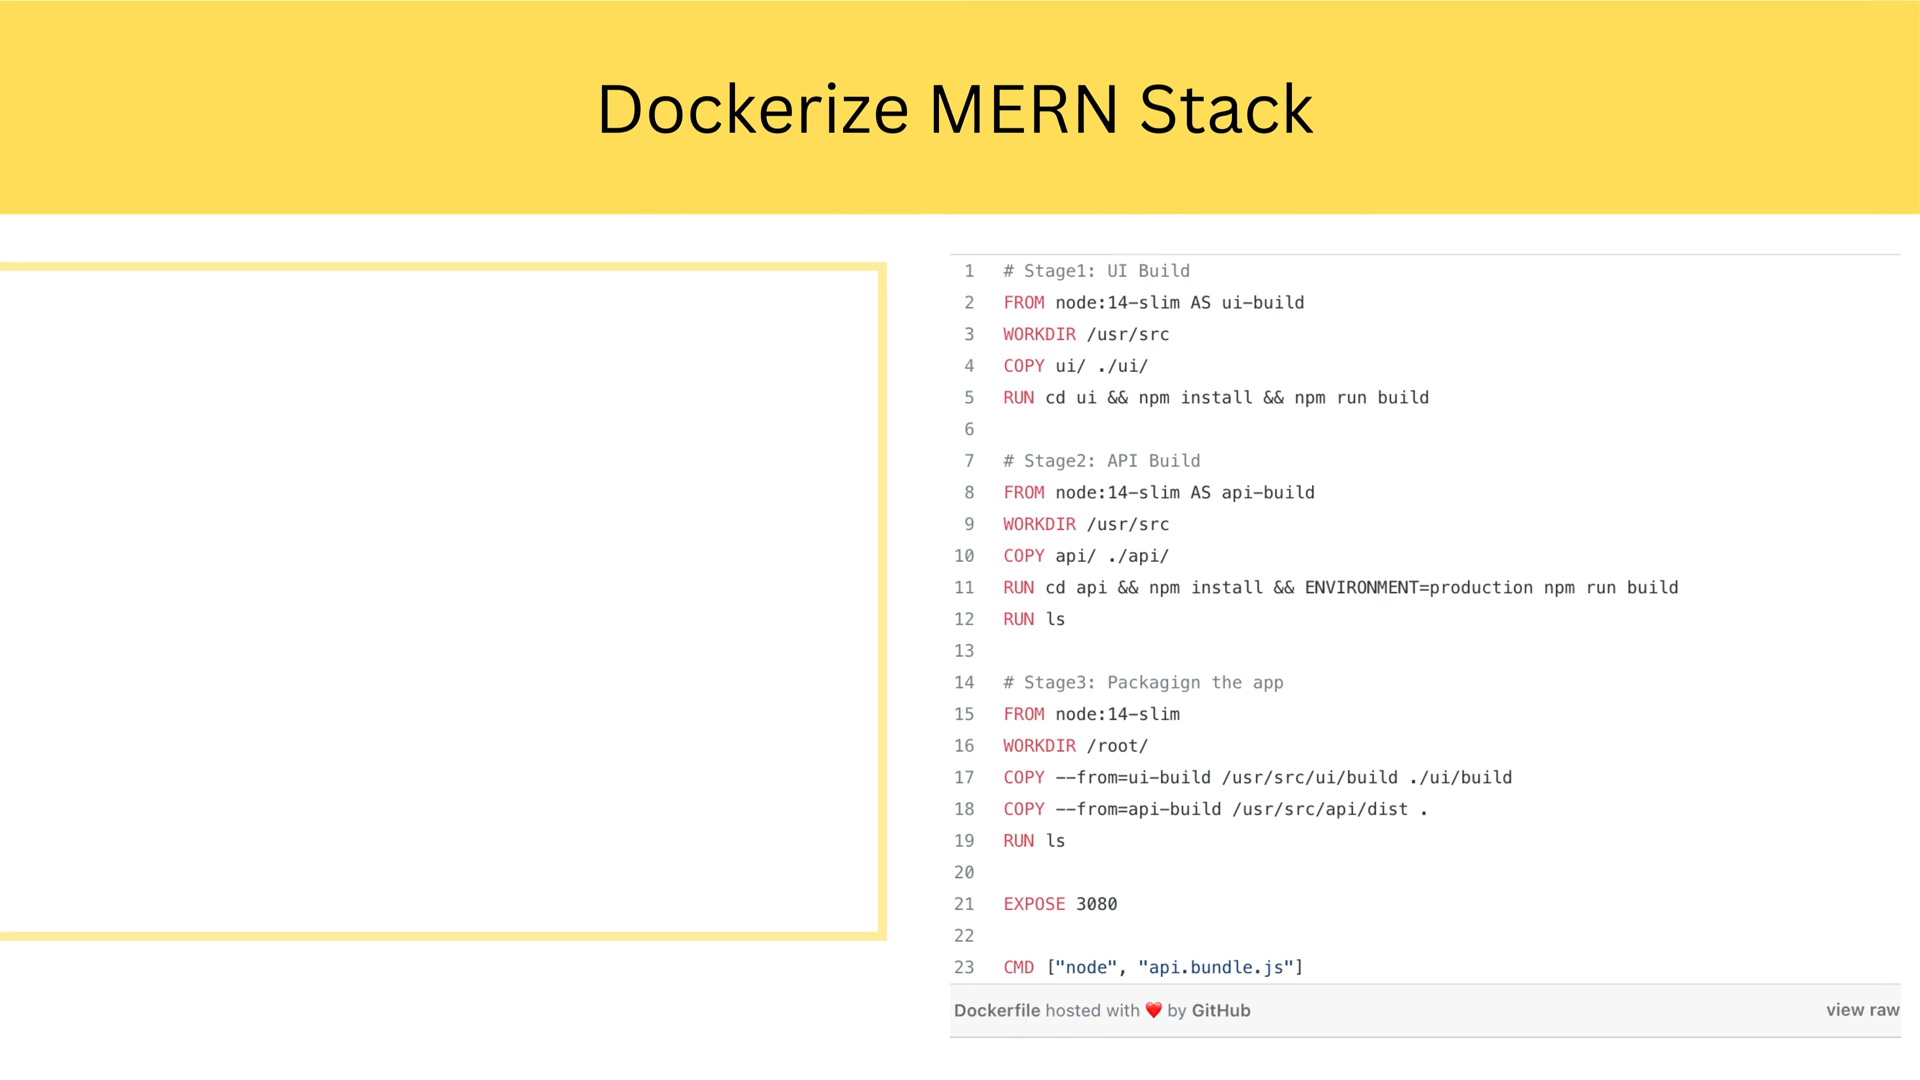 Dockerize MERN Stack
1 # Stage1: UI Build
2 FROM node:14-slim AS ui-build
3 WORKDIR /usr/src
4 COPY ui/ ./ui/
5 RUN cd ui && npm install && npm run build
6
7 # Stage2: API Build
8 FROM node:14-slim AS api-build
9 WORKDIR /usr/src
10 COPY api/ ./api/
11 RUN cd api && npm install && ENVIRONMENT=production npm run build
12 RUN ls
13
14 # Stage3: Packagign the app
15 FROM node:14-slim
16 WORKDIR /root/
17 COPY --from=ui-build /usr/src/ui/build ./ui/build
18 COPY --from=api-build /usr/src/api/dist .
19 RUN ls
20
21 EXPOSE 3080
22
23 CMD ["node", "api.bundle.js"]
Dockerfile hosted with ❤️ by GitHub view raw